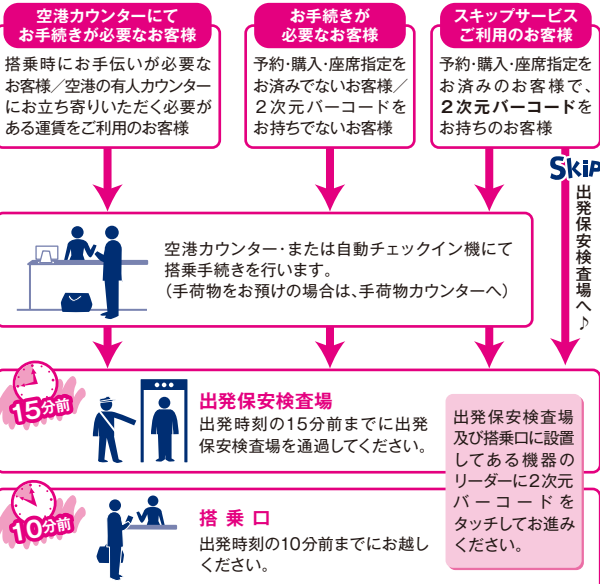 空港カウンターにて
お手続きが必要なお客様
搭乗時にお手伝いが必要な
お客様／空港の有人カウンター
にお立ち寄りいただく必要が
ある運賃をご利用のお客様
お手続きが
必要なお客様
予約・購入・座席指定を
お済みでないお客様／
２次元バーコードを
お持ちでないお客様
スキップサービス
ご利用のお客様
予約・購入・座席指定を
お済みのお客様で、
２次元バーコードを
お持ちのお客様
SKiP
出発保安検査場へ♪
空港カウンター・または自動チェックイン機にて
搭乗手続きを行います。
（手荷物をお預けの場合は、手荷物カウンターへ）
15分前
出発保安検査場
出発時刻の15分前までに出発
保安検査場を通過してください。
出発保安検査場
及び搭乗口に設置
してある機器の
リーダーに２次元
バーコードを
タッチしてお進み
ください。
10分前
搭乗口
出発時刻の10分前までにお越し
ください。